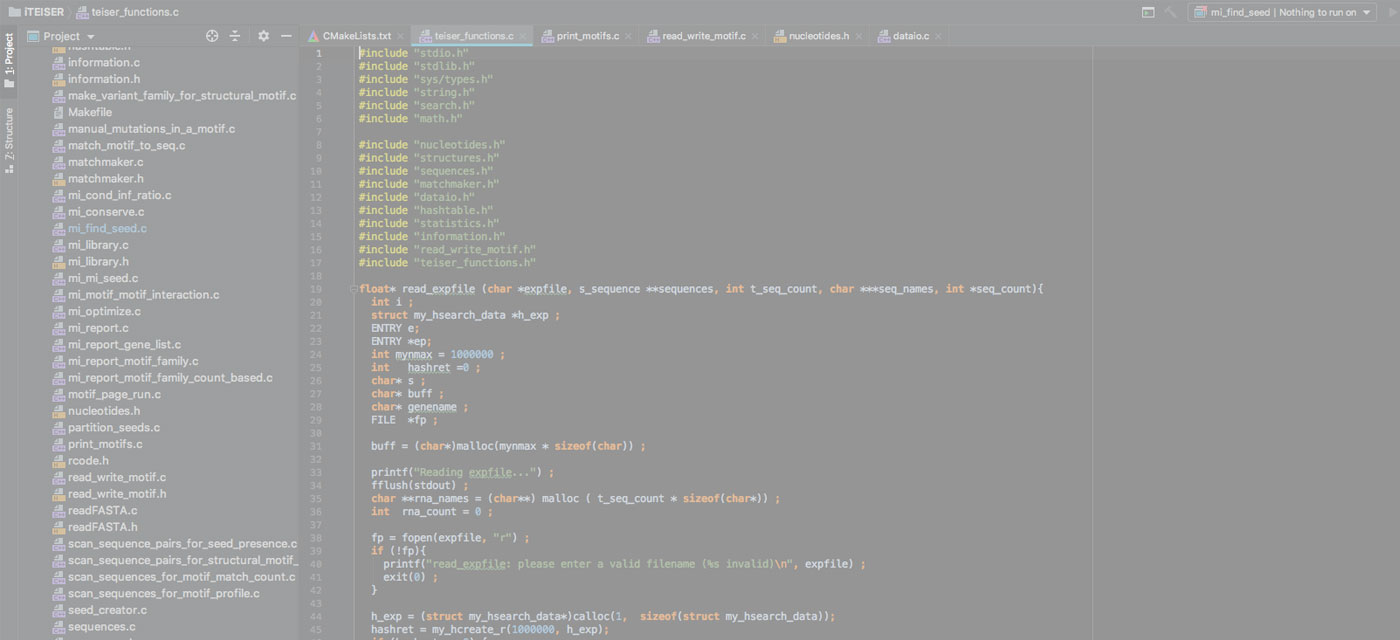 iTEISER teiser_functions.c
mi_find_seed | Nothing to run on
Project
CMakeLists.txt teiser_functions.c print_motifs.c read_write_motif.c nucleotides.h dataio.c
1: Project
Z: Structure
hashtable.h
information.c
information.h
make_variant_family_for_structural_motif.c
Makefile
manual_mutations_in_a_motif.c
match_motif_to_seq.c
matchmaker.c
matchmaker.h
mi_cond_inf_ratio.c
mi_conserve.c
mi_find_seed.c
mi_library.c
mi_library.h
mi_mi_seed.c
mi_motif_motif_interaction.c
mi_optimize.c
mi_report.c
mi_report_gene_list.c
mi_report_motif_family.c
mi_report_motif_family_count_based.c
motif_page_run.c
nucleotides.h
partition_seeds.c
print_motifs.c
rcode.h
read_write_motif.c
read_write_motif.h
readFASTA.c
readFASTA.h
scan_sequence_pairs_for_seed_presence.c
scan_sequence_pairs_for_structural_motif_
scan_sequences_for_motif_match_count.c
scan_sequences_for_motif_profile.c
seed_creator.c
sequences.c
1 #include "stdio.h"
2 #include "stdlib.h"
3 #include "sys/types.h"
4 #include "string.h"
5 #include "search.h"
6 #include "math.h"
7
8 #include "nucleotides.h"
9 #include "structures.h"
10 #include "sequences.h"
11 #include "matchmaker.h"
12 #include "dataio.h"
13 #include "hashtable.h"
14 #include "statistics.h"
15 #include "information.h"
16 #include "read_write_motif.h"
17 #include "teiser_functions.h"
18
19 float* read_expfile (char *expfile, s_sequence **sequences, int t_seq_count, char ***seq_names, int *seq_count){
20 int i ;
21 struct my_hsearch_data *h_exp ;
22 ENTRY e;
23 ENTRY *ep;
24 int mynmax = 1000000 ;
25 int hashret =0 ;
26 char* s ;
27 char* buff ;
28 char* genename ;
29 FILE *fp ;
30
31 buff = (char*)malloc(mynmax * sizeof(char)) ;
32
33 printf("Reading expfile...") ;
34 fflush(stdout) ;
35 char **rna_names = (char**) malloc ( t_seq_count * sizeof(char*)) ;
36 int rna_count = 0 ;
37
38 fp = fopen(expfile, "r") ;
39 if (!fp){
40 printf("read_expfile: please enter a valid filename (%s invalid)\n", expfile) ;
41 exit(0) ;
42 }
43
44 h_exp = (struct my_hsearch_data*)calloc(1, sizeof(struct my_hsearch_data));
45 hashret = my_hcreate_r(1000000, h_exp);